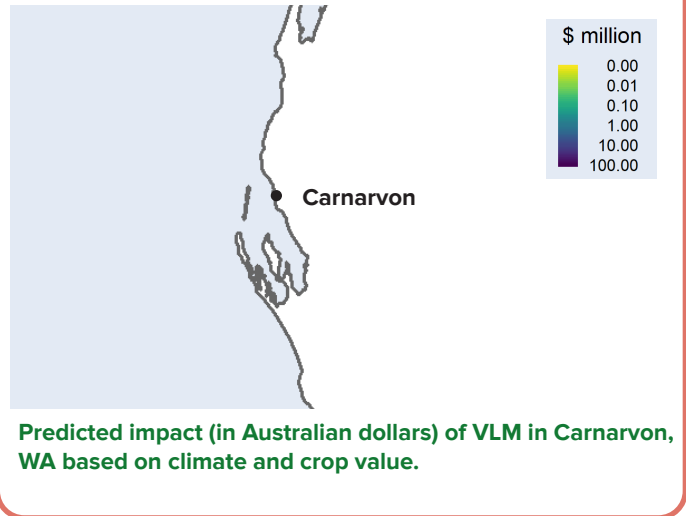 $ million
0.00
0.01
0.10
1.00
10.00
100.00
Carnarvon
Predicted impact (in Australian dollars) of VLM in Carnarvon,
WA based on climate and crop value.